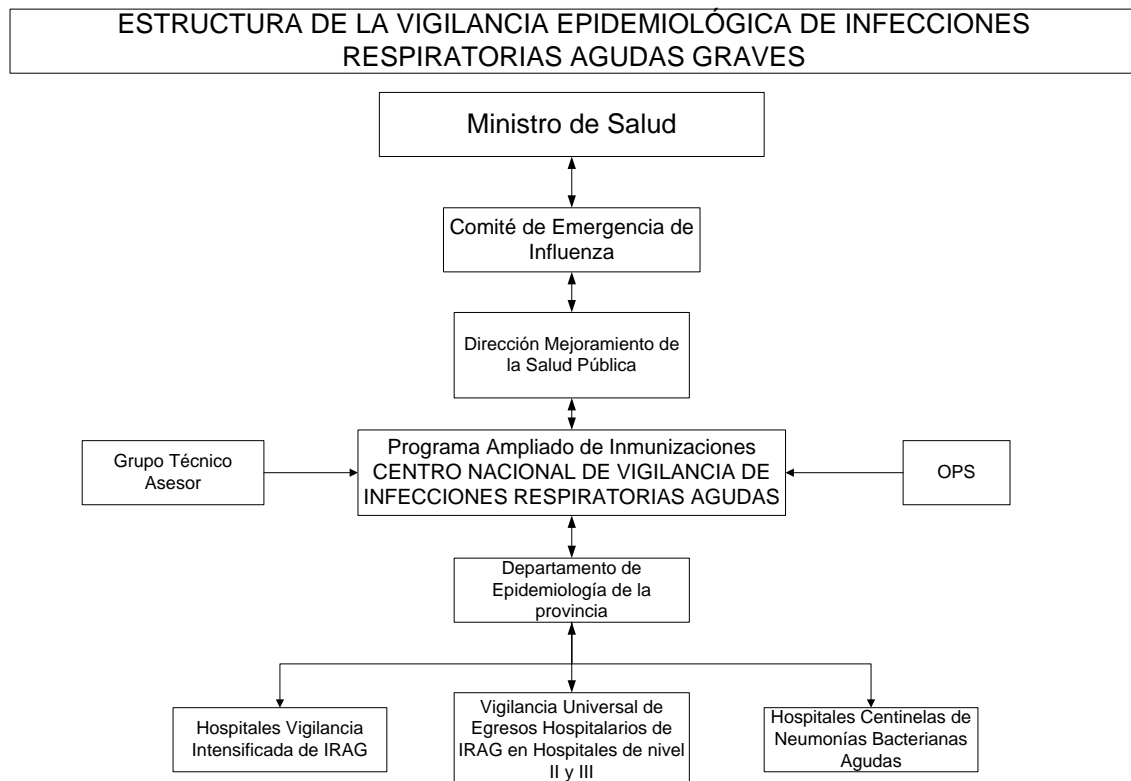 ESTRUCTURA DE LA VIGILANCIA EPIDEMIOLÓGICA DE INFECCIONES
RESPIRATORIAS AGUDAS GRAVES
Ministro de Salud
Comité de Emergencia de
Influenza
Dirección Mejoramiento de
la Salud Pública
Grupo Técnico
Asesor
Programa Ampliado de Inmunizaciones
CENTRO NACIONAL DE VIGILANCIA DE
INFECCIONES RESPIRATORIAS AGUDAS
OPS
Departamento de
Epidemiología de la
provincia
Hospitales Vigilancia
Intensificada de IRAG
Vigilancia Universal de
Egresos Hospitalarios de
IRAG en Hospitales de nivel
II y III
Hospitales Centinelas de
Neumonías Bacterianas
Agudas